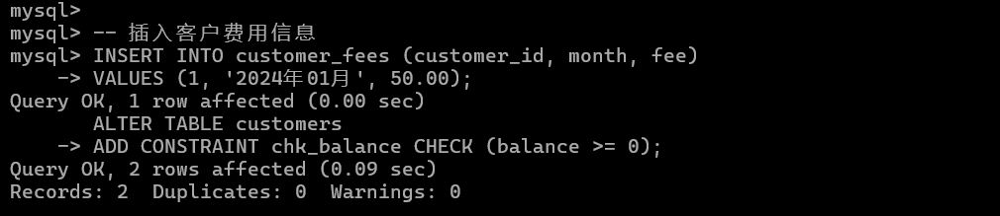 mysql>
mysql> -- 插入客户费用信息
mysql> INSERT INTO customer_fees (customer_id, month, fee)
    -> VALUES (1, '2024年01月', 50.00);
Query OK, 1 row affected (0.00 sec)
       ALTER TABLE customers
    -> ADD CONSTRAINT chk_balance CHECK (balance >= 0);
Query OK, 2 rows affected (0.09 sec)
Records: 2  Duplicates: 0  Warnings: 0